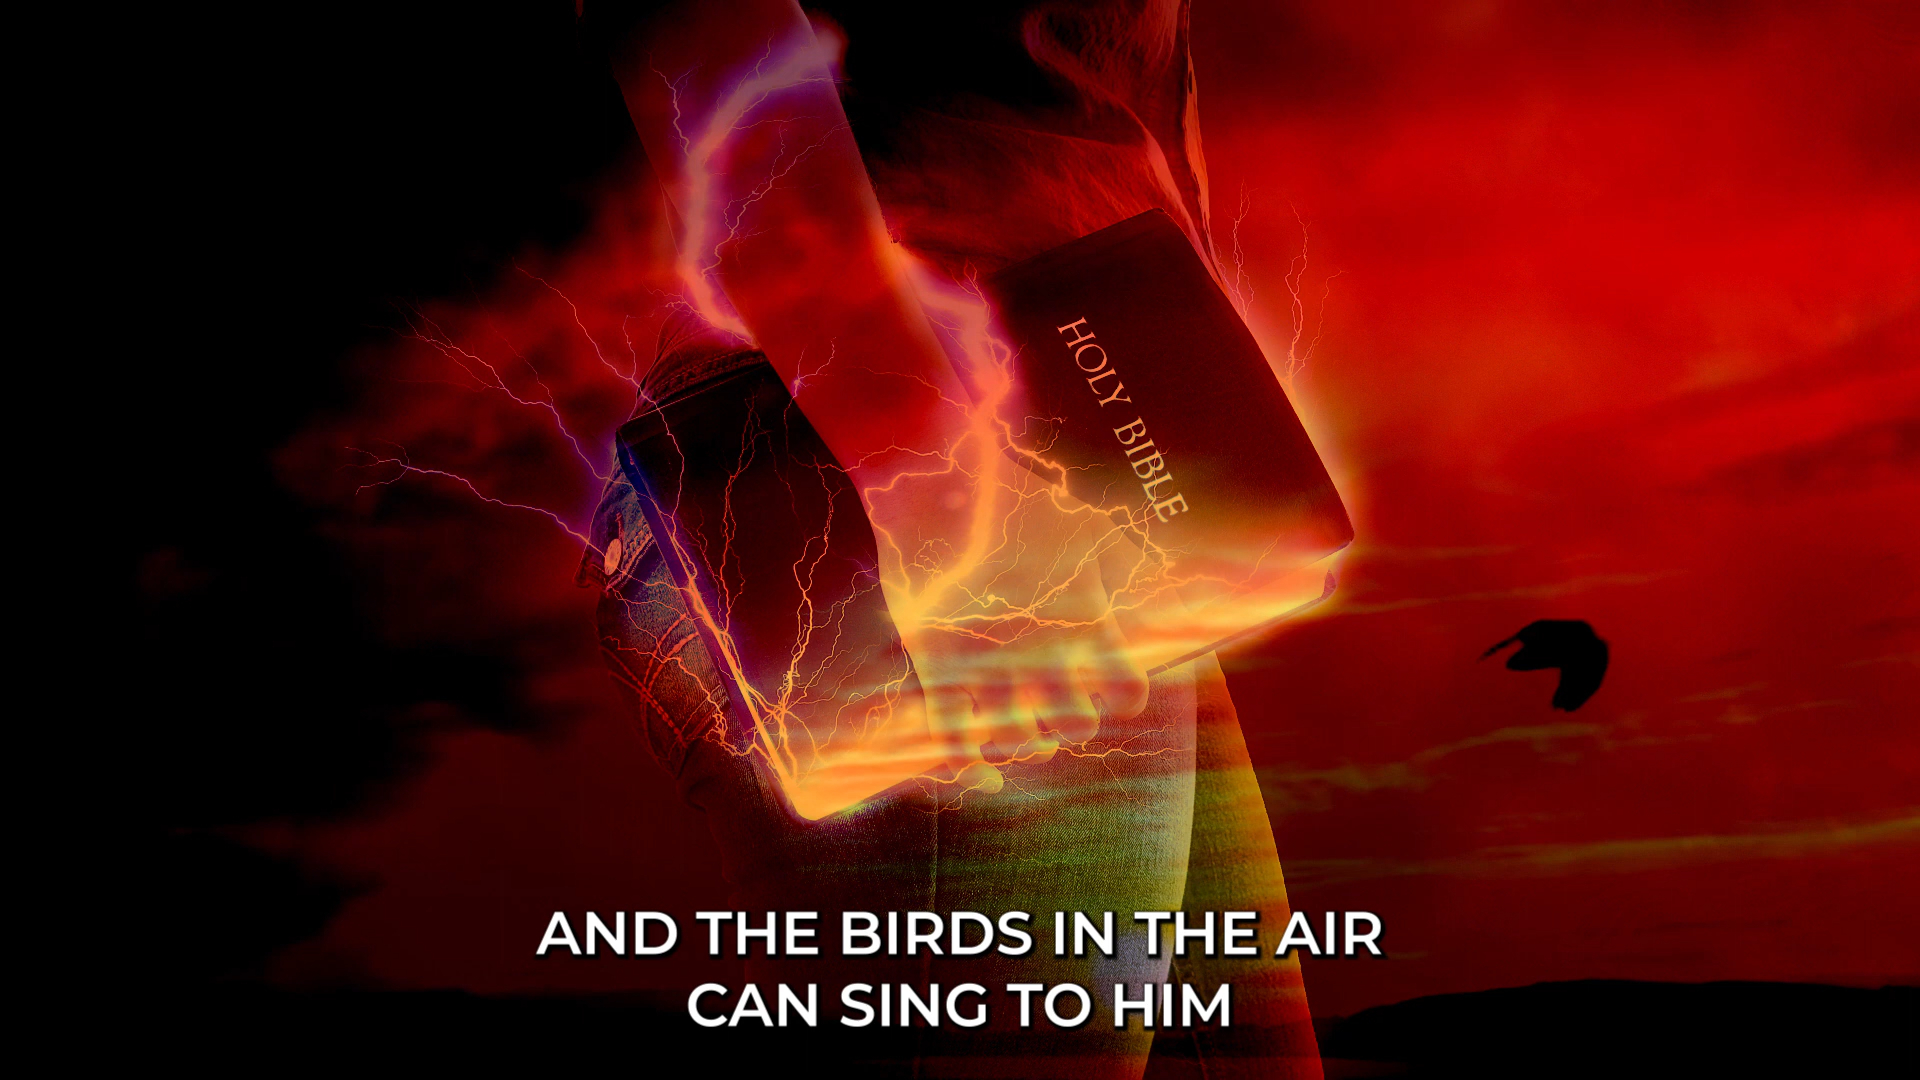 HOLY BIBLE
AND THE BIRDS IN THE AIR
CAN SING TO HIM